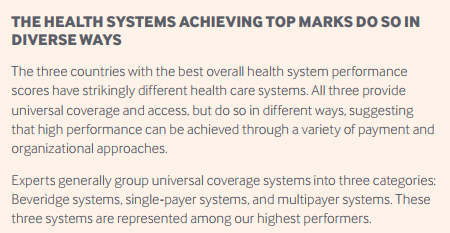 THE HEALTH SYSTEMS ACHIEVING TOP MARKS DO SO IN
DIVERSE WAYS
The three countries with the best overall health system performance
scores have strikingly different health care systems. All three provide
universal coverage and access, but do so in different ways, suggesting
that high performance can be achieved through a variety of payment and
organizational approaches.
Experts generally group universal coverage systems into three categories:
Beveridge systems, single-payer systems, and multipayer systems. These
three systems are represented among our highest performers.